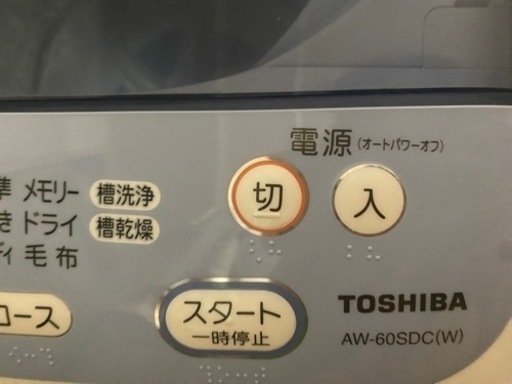 電源(オートパワーオフ)
切 入
メモリー 槽洗浄
ドライ 槽乾燥
毛布
コース
スタート
一時停止
TOSHIBA
AW-60SDC(W)